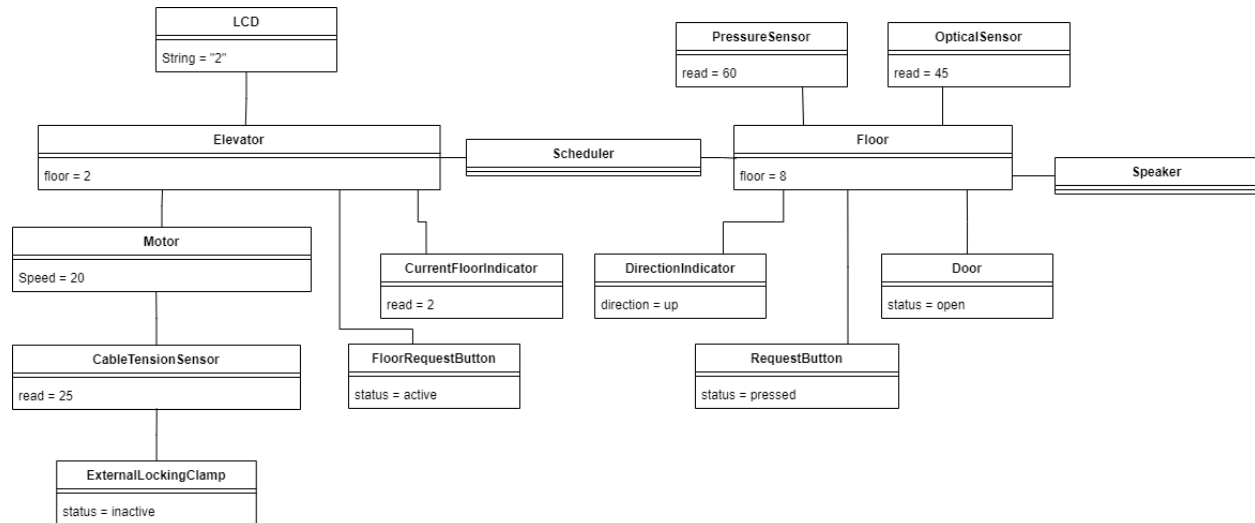 LCD
String = "2"
PressureSensor
read = 60
OpticalSensor
read = 45
Elevator
floor = 2
Scheduler
Floor
floor = 8
Speaker
Motor
Speed = 20
CurrentFloorIndicator
read = 2
DirectionIndicator
direction = up
Door
status = open
CableTensionSensor
read = 25
FloorRequestButton
status = active
RequestButton
status = pressed
ExternalLockingClamp
status = inactive